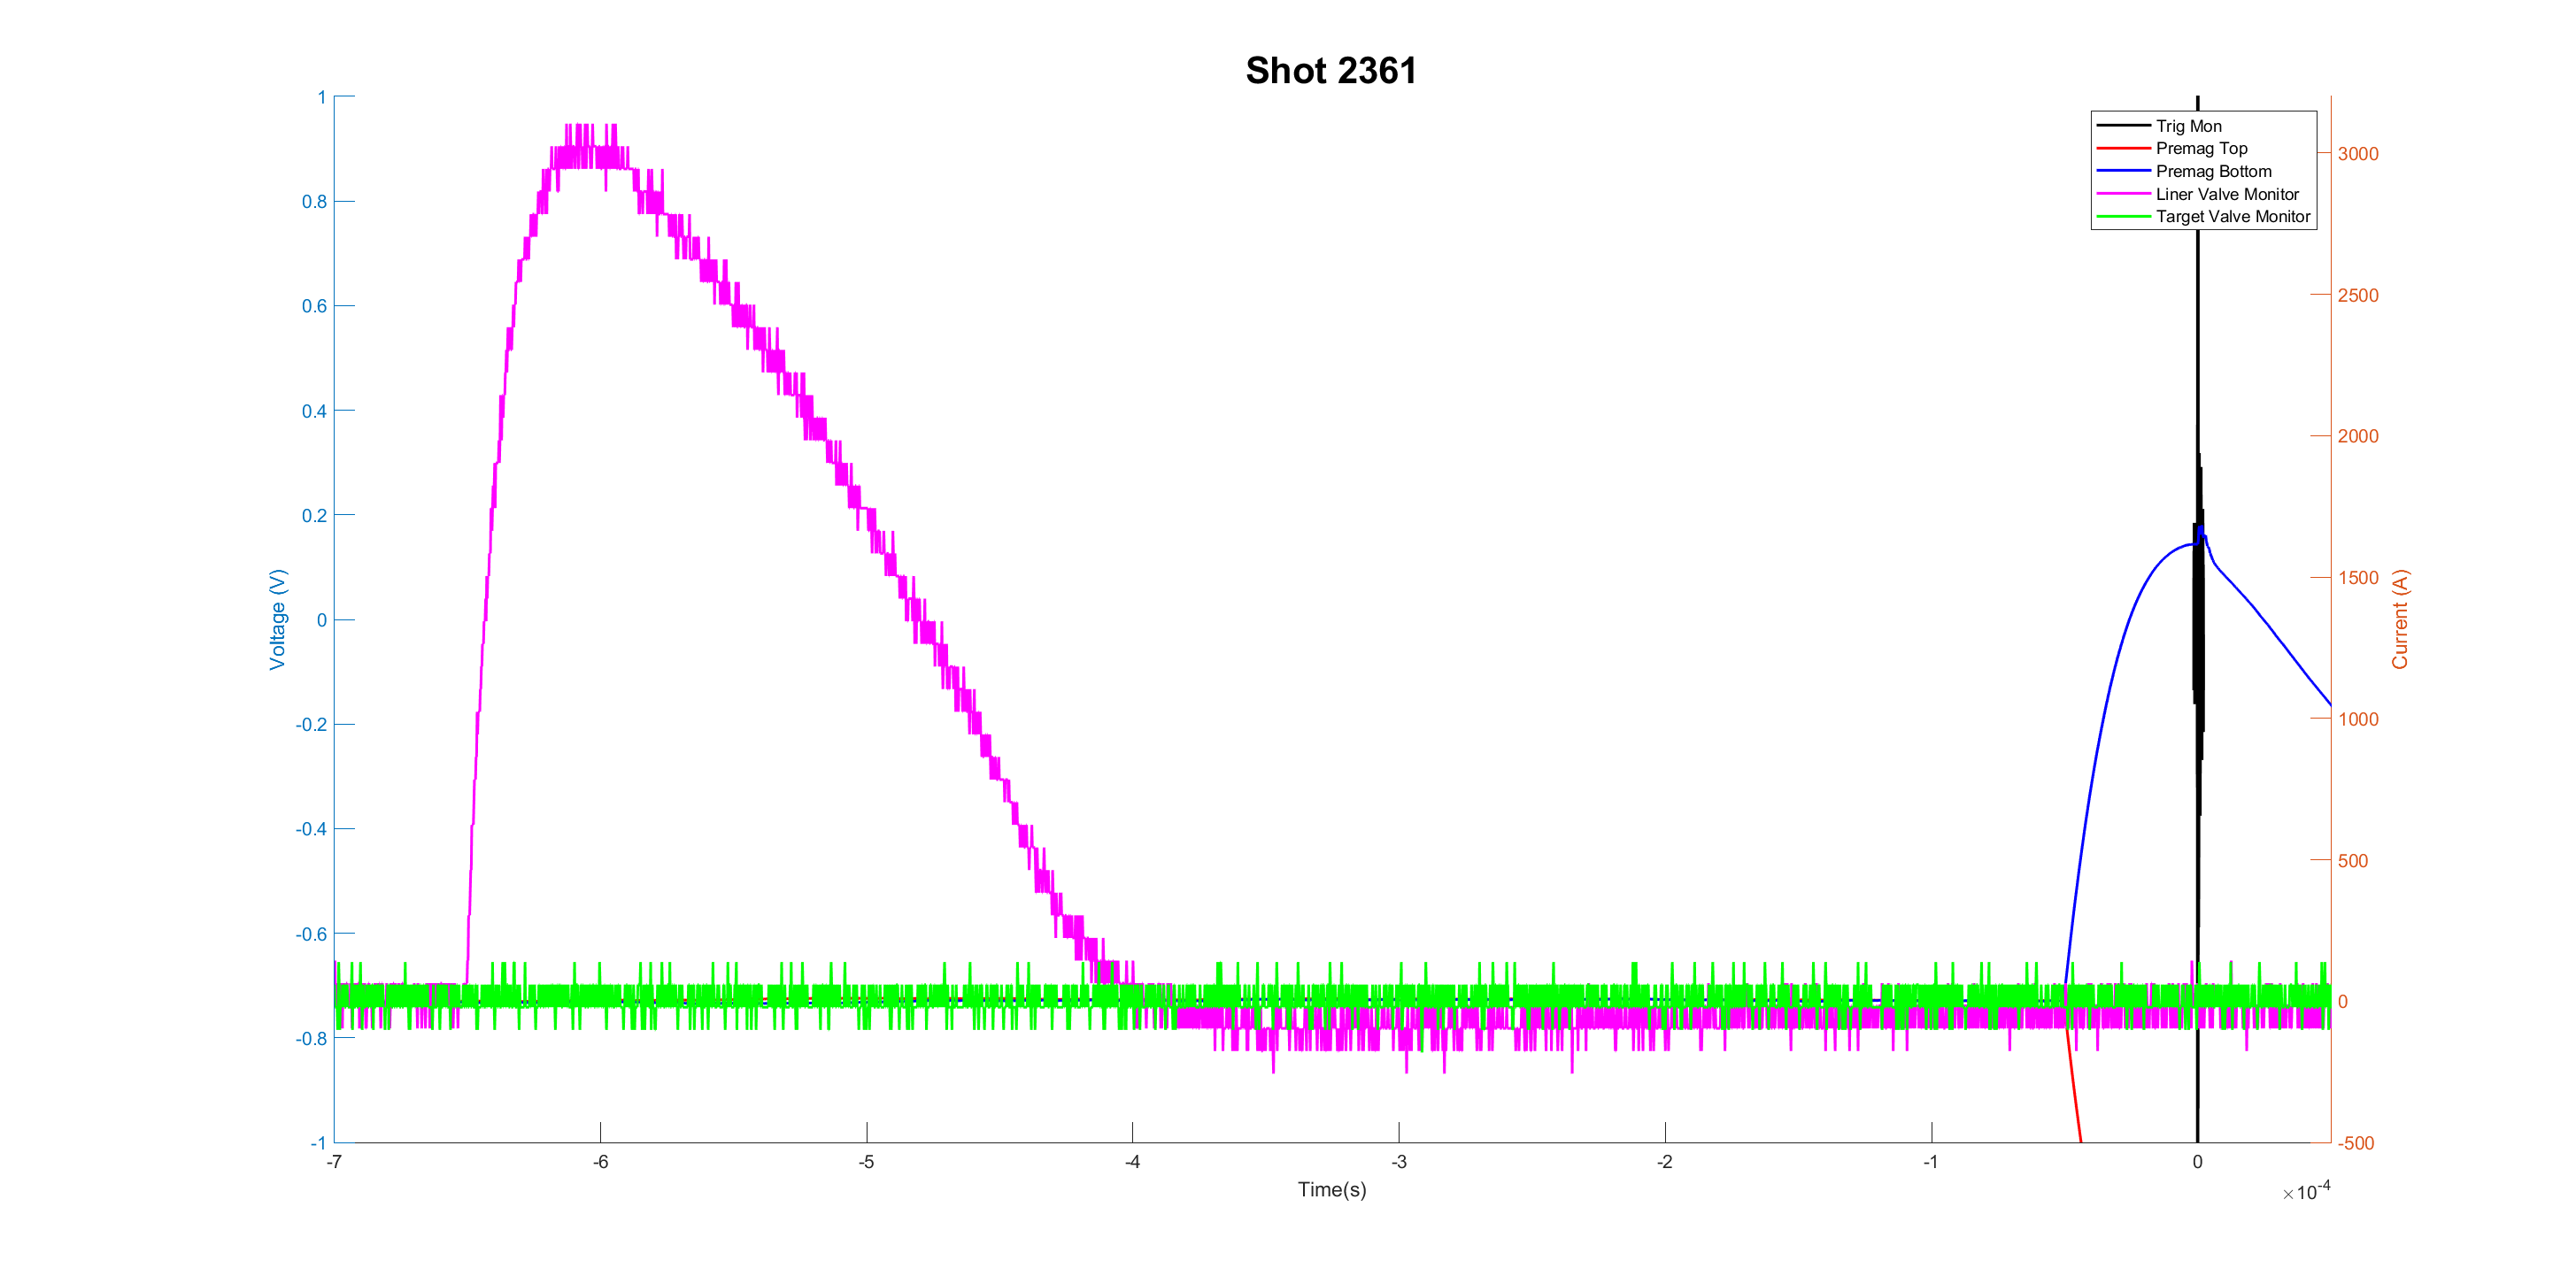 Shot 2361
1
0.8
0.6
0.4
0.2
0
-0.2
-0.4
-0.6
-0.8
-1
Voltage (V)
Trig Mon
Premag Top
Premag Bottom
Liner Valve Monitor
Target Valve Monitor
3000
2500
2000
1500
1000
500
0
-500
Current (A)
-7 -6 -5 -4 -3 -2 -1 0
Time(s)
×10-4